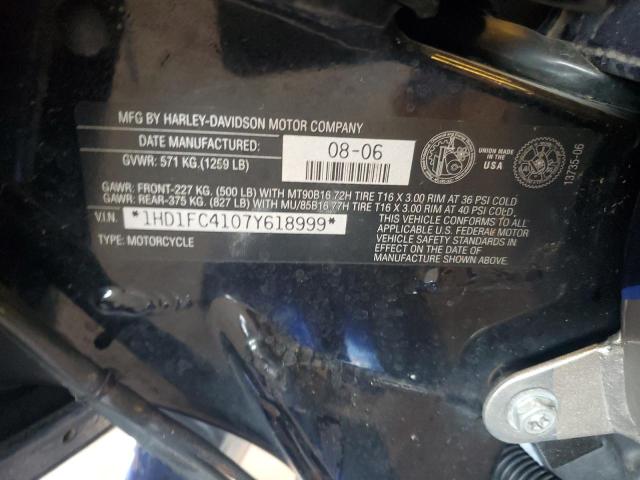 MFG BY HARLEY-DAVIDSON MOTOR COMPANY
DATE MANUFACTURED: 08-06
GVWR: 571 KG.(1259 LB)
UNION MADE IN THE USA
13735-06
GAWR: FRONT-227 KG. (500 LB) WITH MT90B16 72H TIRE T16 X 3.00 RIM AT 36 PSI COLD
GAWR: REAR-375 KG. (827 LB) WITH MU/85B16 77H TIRE T16 X 3.00 RIM AT 40 PSI COLD.
V.I.N. *1HD1FC4107Y618999*
TYPE: MOTORCYCLE
THIS VEHICLE CONFORMS TO ALL
APPLICABLE U.S. FEDERAL MOTOR
VEHICLE SAFETY STANDARDS IN
EFFECT ON THE DATE OF
MANUFACTURE SHOWN ABOVE.